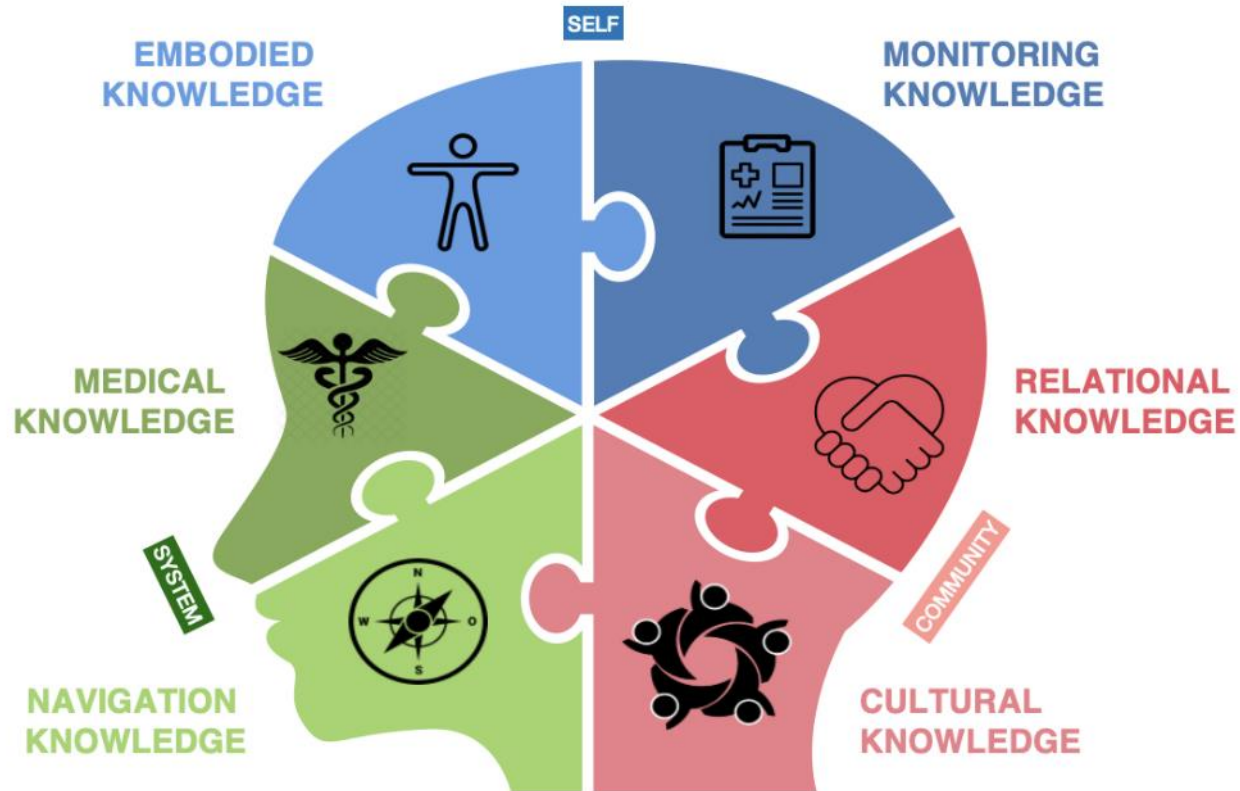 SELF
EMBODIED
KNOWLEDGE
MONITORING
KNOWLEDGE
MEDICAL
KNOWLEDGE
RELATIONAL
KNOWLEDGE
SYSTEM
COMMUNITY
N
W
O
S
NAVIGATION
KNOWLEDGE
CULTURAL
KNOWLEDGE